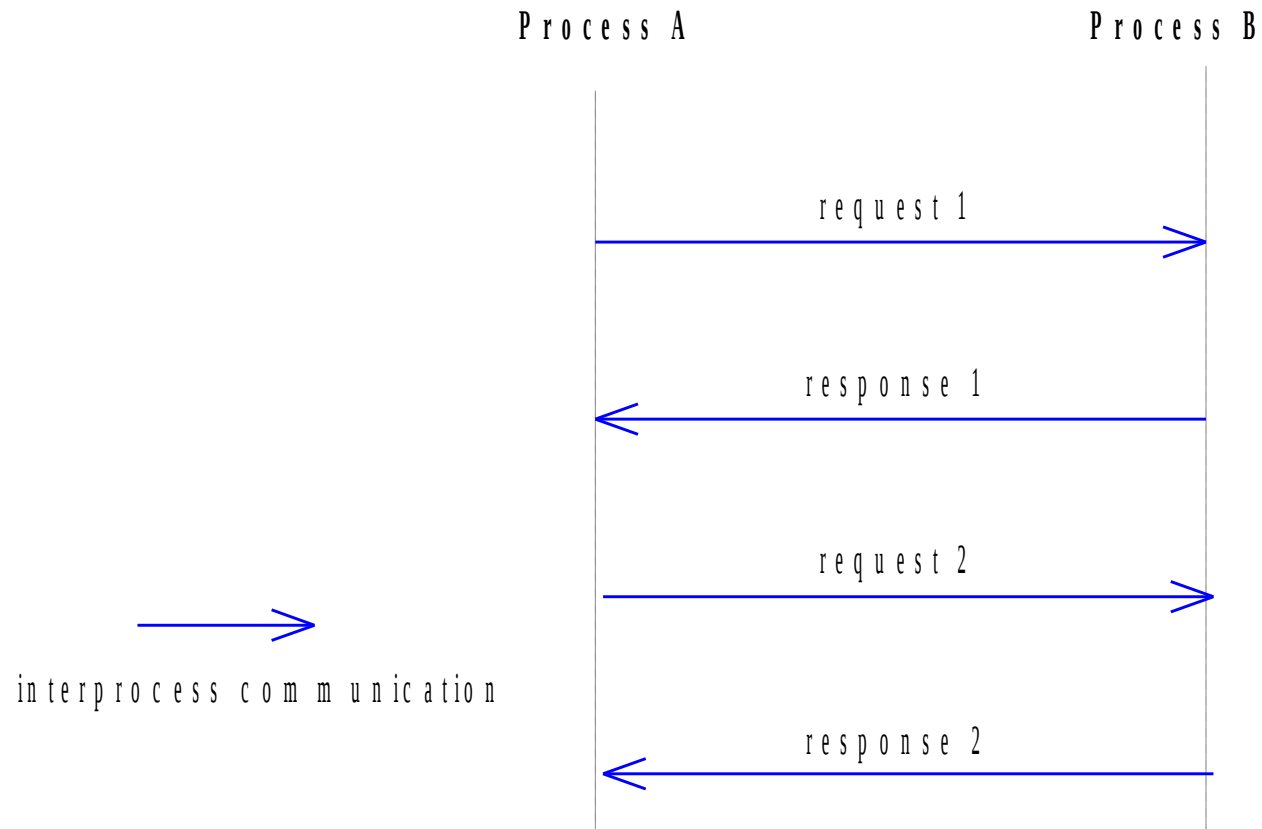 Process A
Process B
request 1
response 1
request 2
interprocess communication
response 2